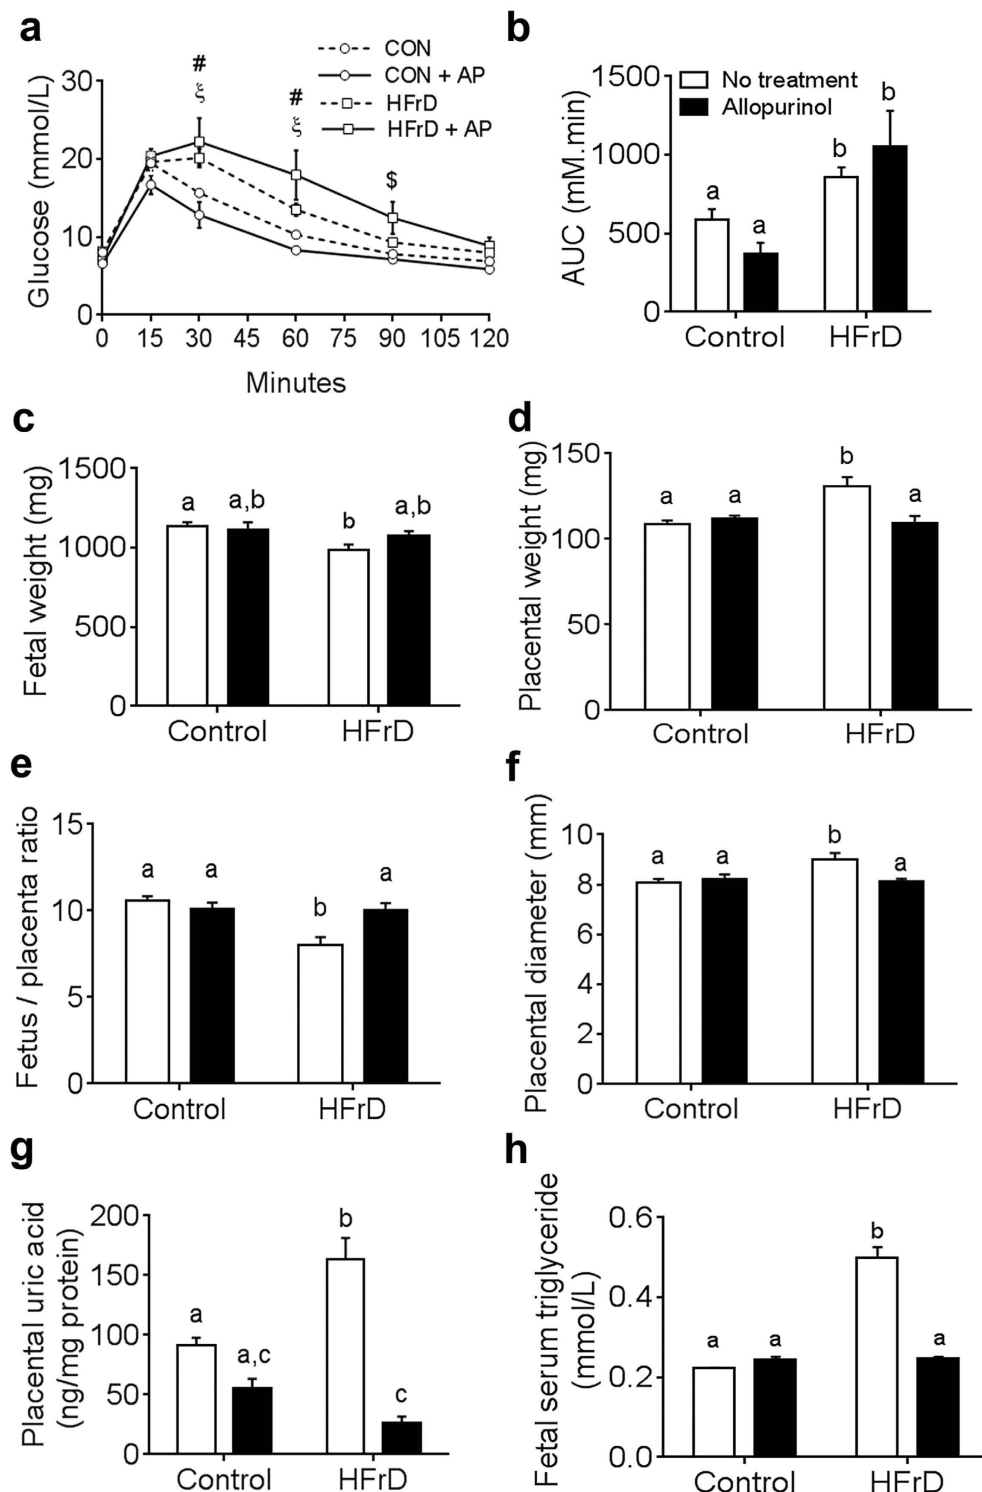 a
CON
CON + AP
HFrD
HFrD + AP
#
ξ
#
ξ
$
Glucose (mmol/L)
30
20
10
0
0 15 30 45 60 75 90 105 120
Minutes
b
No treatment
Allopurinol
AUC (mM.min)
1500
1000
500
0
a
a
b
b
Control HFrD
c
Fetal weight (mg)
1500
1000
500
0
a
a,b
b
a,b
Control HFrD
d
Placental weight (mg)
150
100
50
0
a
a
b
a
Control HFrD
e
Fetus / placenta ratio
15
10
5
0
a
a
b
a
Control HFrD
f
Placental diameter (mm)
10
8
6
4
2
0
a
a
b
a
Control HFrD
g
Placental uric acid
(ng/mg protein)
200
150
100
50
0
a
a,c
b
c
Control HFrD
h
Fetal serum triglyceride
(mmol/L)
0.6
0.4
0.2
0.0
a
a
b
a
Control HFrD